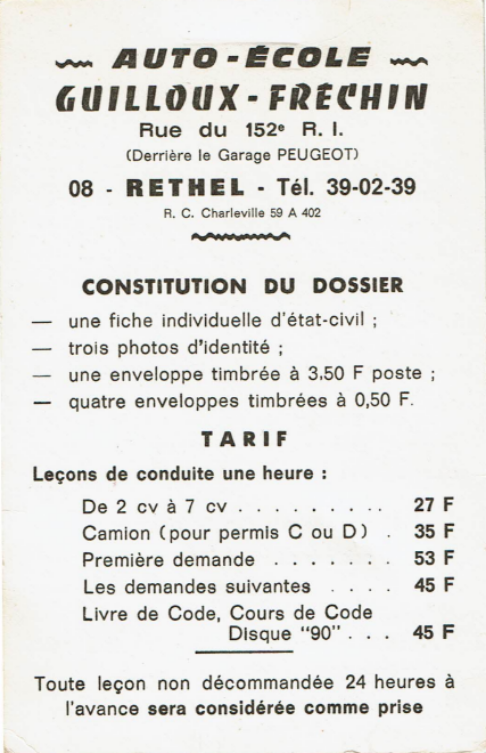 AUTO-ÉCOLE
GUILLOUX-FRÉCHIN
Rue du 152e R. I.
(Derrière le Garage PEUGEOT)
08 - RETHEL - Tél. 39-02-39
R. C. Charleville 59 A 402
CONSTITUTION DU DOSSIER
— une fiche individuelle d'état-civil ;
— trois photos d'identité ;
— une enveloppe timbrée à 3.50 F poste ;
— quatre enveloppes timbrées à 0,50 F.
TARIF
Leçons de conduite une heure :
De 2 cv à 7 cv . . . . . . . . . . 27 F
Camion (pour permis C ou D) . 35 F
Première demande . . . . . . . 53 F
Les demandes suivantes . . . . 45 F
Livre de Code, Cours de Code
Disque "90" . . . 45 F
Toute leçon non décommandée 24 heures à
l'avance sera considérée comme prise